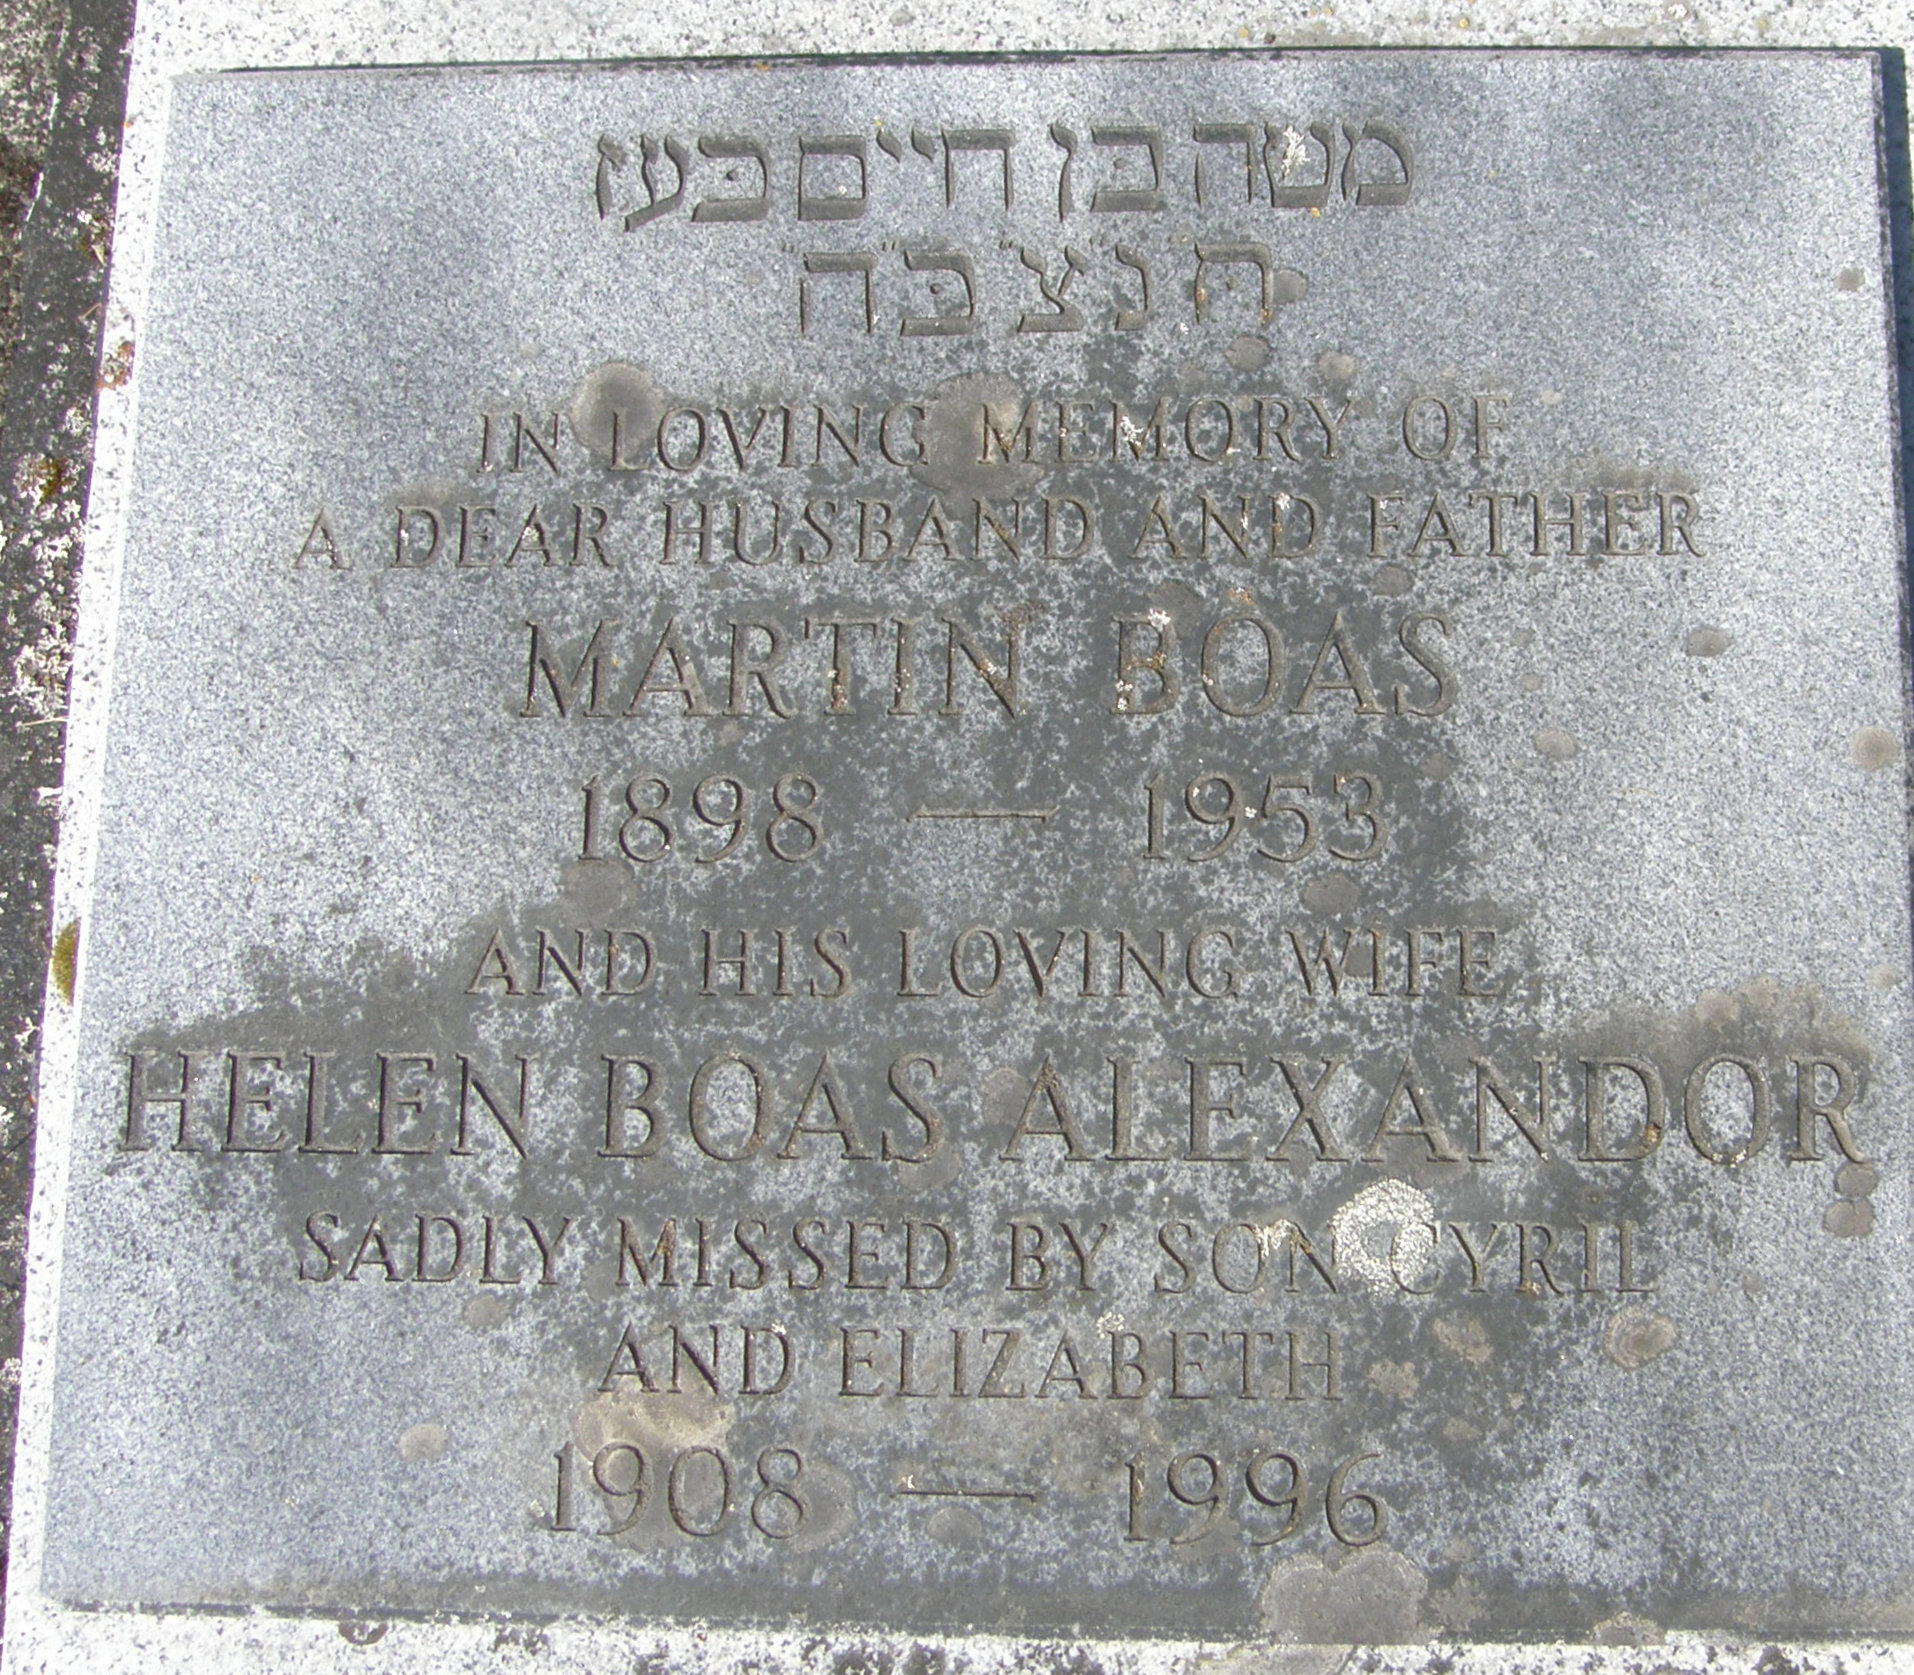 משה בן חיים בעז
ת״נ״צ״ב״ה״
IN LOVING MEMORY OF
A DEAR HUSBAND AND FATHER
MARTIN BOAS
1898 — 1953
AND HIS LOVING WIFE
HELEN BOAS ALEXANDOR
SADLY MISSED BY SON CYRIL
AND ELIZABETH
1908 — 1996